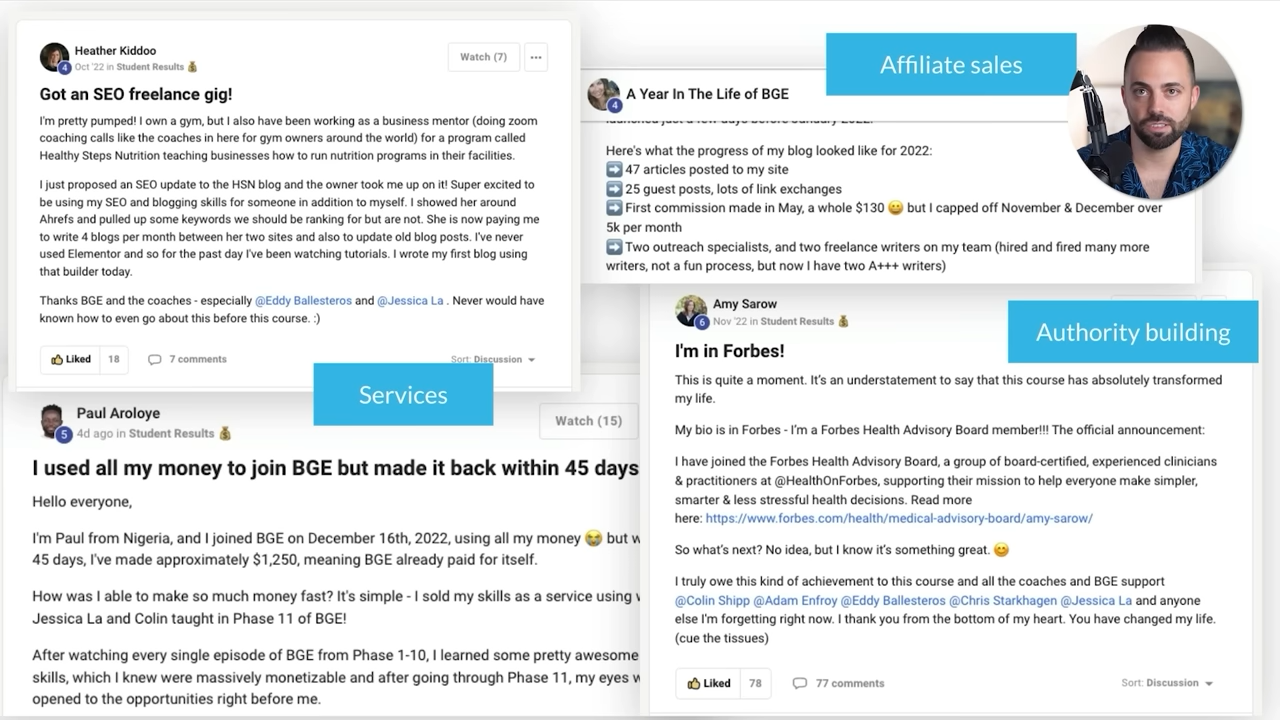 Heather Kiddoo
4
Oct '22 in Student Results 💰
Watch (7)
...
Got an SEO freelance gig!
I'm pretty pumped! I own a gym, but I also have been working as a business mentor (doing zoom
coaching calls like the coaches in here for gym owners around the world) for a program called
Healthy Steps Nutrition teaching businesses how to run nutrition programs in their facilities.
I just proposed an SEO update to the HSN blog and the owner took me up on it! Super excited to
be using my SEO and blogging skills for someone in addition to myself. I showed her around
Ahrefs and pulled up some keywords we should be ranking for but are not. She is now paying me
to write 4 blogs per month between her two sites and also to update old blog posts. I've never
used Elementor and so for the past day I've been watching tutorials. I wrote my first blog using
that builder today.
Thanks BGE and the coaches - especially @Eddy Ballesteros and @Jessica La . Never would have
known how to even go about this before this course. :)
Liked 18 7 comments
Sort: Discussion
Services
Paul Aroloye
5
4d ago in Student Results 💰
Watch (15)
I used all my money to join BGE but made it back within 45 days
Hello everyone,
I'm Paul from Nigeria, and I joined BGE on December 16th, 2022, using all my money 😭 but w
45 days, I've made approximately $1,250, meaning BGE already paid for itself.
How was I able to make so much money fast? It's simple - I sold my skills as a service using w
Jessica La and Colin taught in Phase 11 of BGE!
After watching every single episode of BGE from Phase 1-10, I learned some pretty awesome
skills, which I knew were massively monetizable and after going through Phase 11, my eyes w
opened to the opportunities right before me.
Affiliate sales
4
A Year In The Life of BGE
launched just a few days before January 2022.
Here's what the progress of my blog looked like for 2022:
➡️ 47 articles posted to my site
➡️ 25 guest posts, lots of link exchanges
➡️ First commission made in May, a whole $130 😀 but I capped off November & December over
5k per month
➡️ Two outreach specialists, and two freelance writers on my team (hired and fired many more
writers, not a fun process, but now I have two A+++ writers)
Authority building
Amy Sarow
6
Nov '22 in Student Results 💰
I'm in Forbes!
This is quite a moment. It's an understatement to say that this course has absolutely transformed
my life.
My bio is in Forbes - I'm a Forbes Health Advisory Board member!!! The official announcement:
I have joined the Forbes Health Advisory Board, a group of board-certified, experienced clinicians
& practitioners at @HealthOnForbes, supporting their mission to help everyone make simpler,
smarter & less stressful health decisions. Read more
here: https://www.forbes.com/health/medical-advisory-board/amy-sarow/
So what's next? No idea, but I know it's something great. 😊
I truly owe this kind of achievement to this course and all the coaches and BGE support
@Colin Shipp @Adam Enfroy @Eddy Ballesteros @Chris Starkhagen @Jessica La and anyone
else I'm forgetting right now. I thank you from the bottom of my heart. You have changed my life.
(cue the tissues)
Liked 78 77 comments
Sort: Discussion